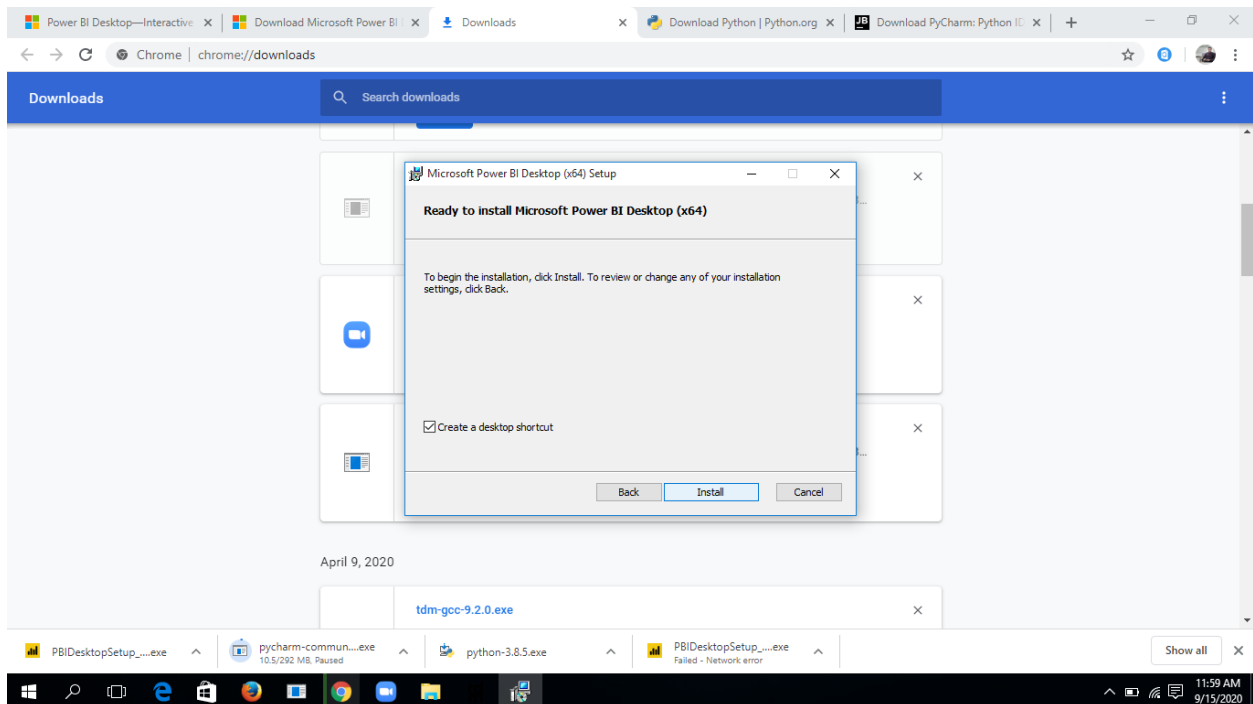 Power BI Desktop—Interactive
Download Microsoft Power BI
Downloads
Download Python | Python.org
Download PyCharm: Python ID
Chrome | chrome://downloads
Downloads
Search downloads
Microsoft Power BI Desktop (x64) Setup
Ready to install Microsoft Power BI Desktop (x64)
To begin the installation, click Install. To review or change any of your installation
settings, click Back.
Create a desktop shortcut
Back
Install
Cancel
April 9, 2020
tdm-gcc-9.2.0.exe
PBIDesktopSetup_....exe
pycharm-commun....exe
10.5/292 MB, Paused
python-3.8.5.exe
PBIDesktopSetup_....exe
Failed - Network error
Show all
11:59 AM
9/15/2020